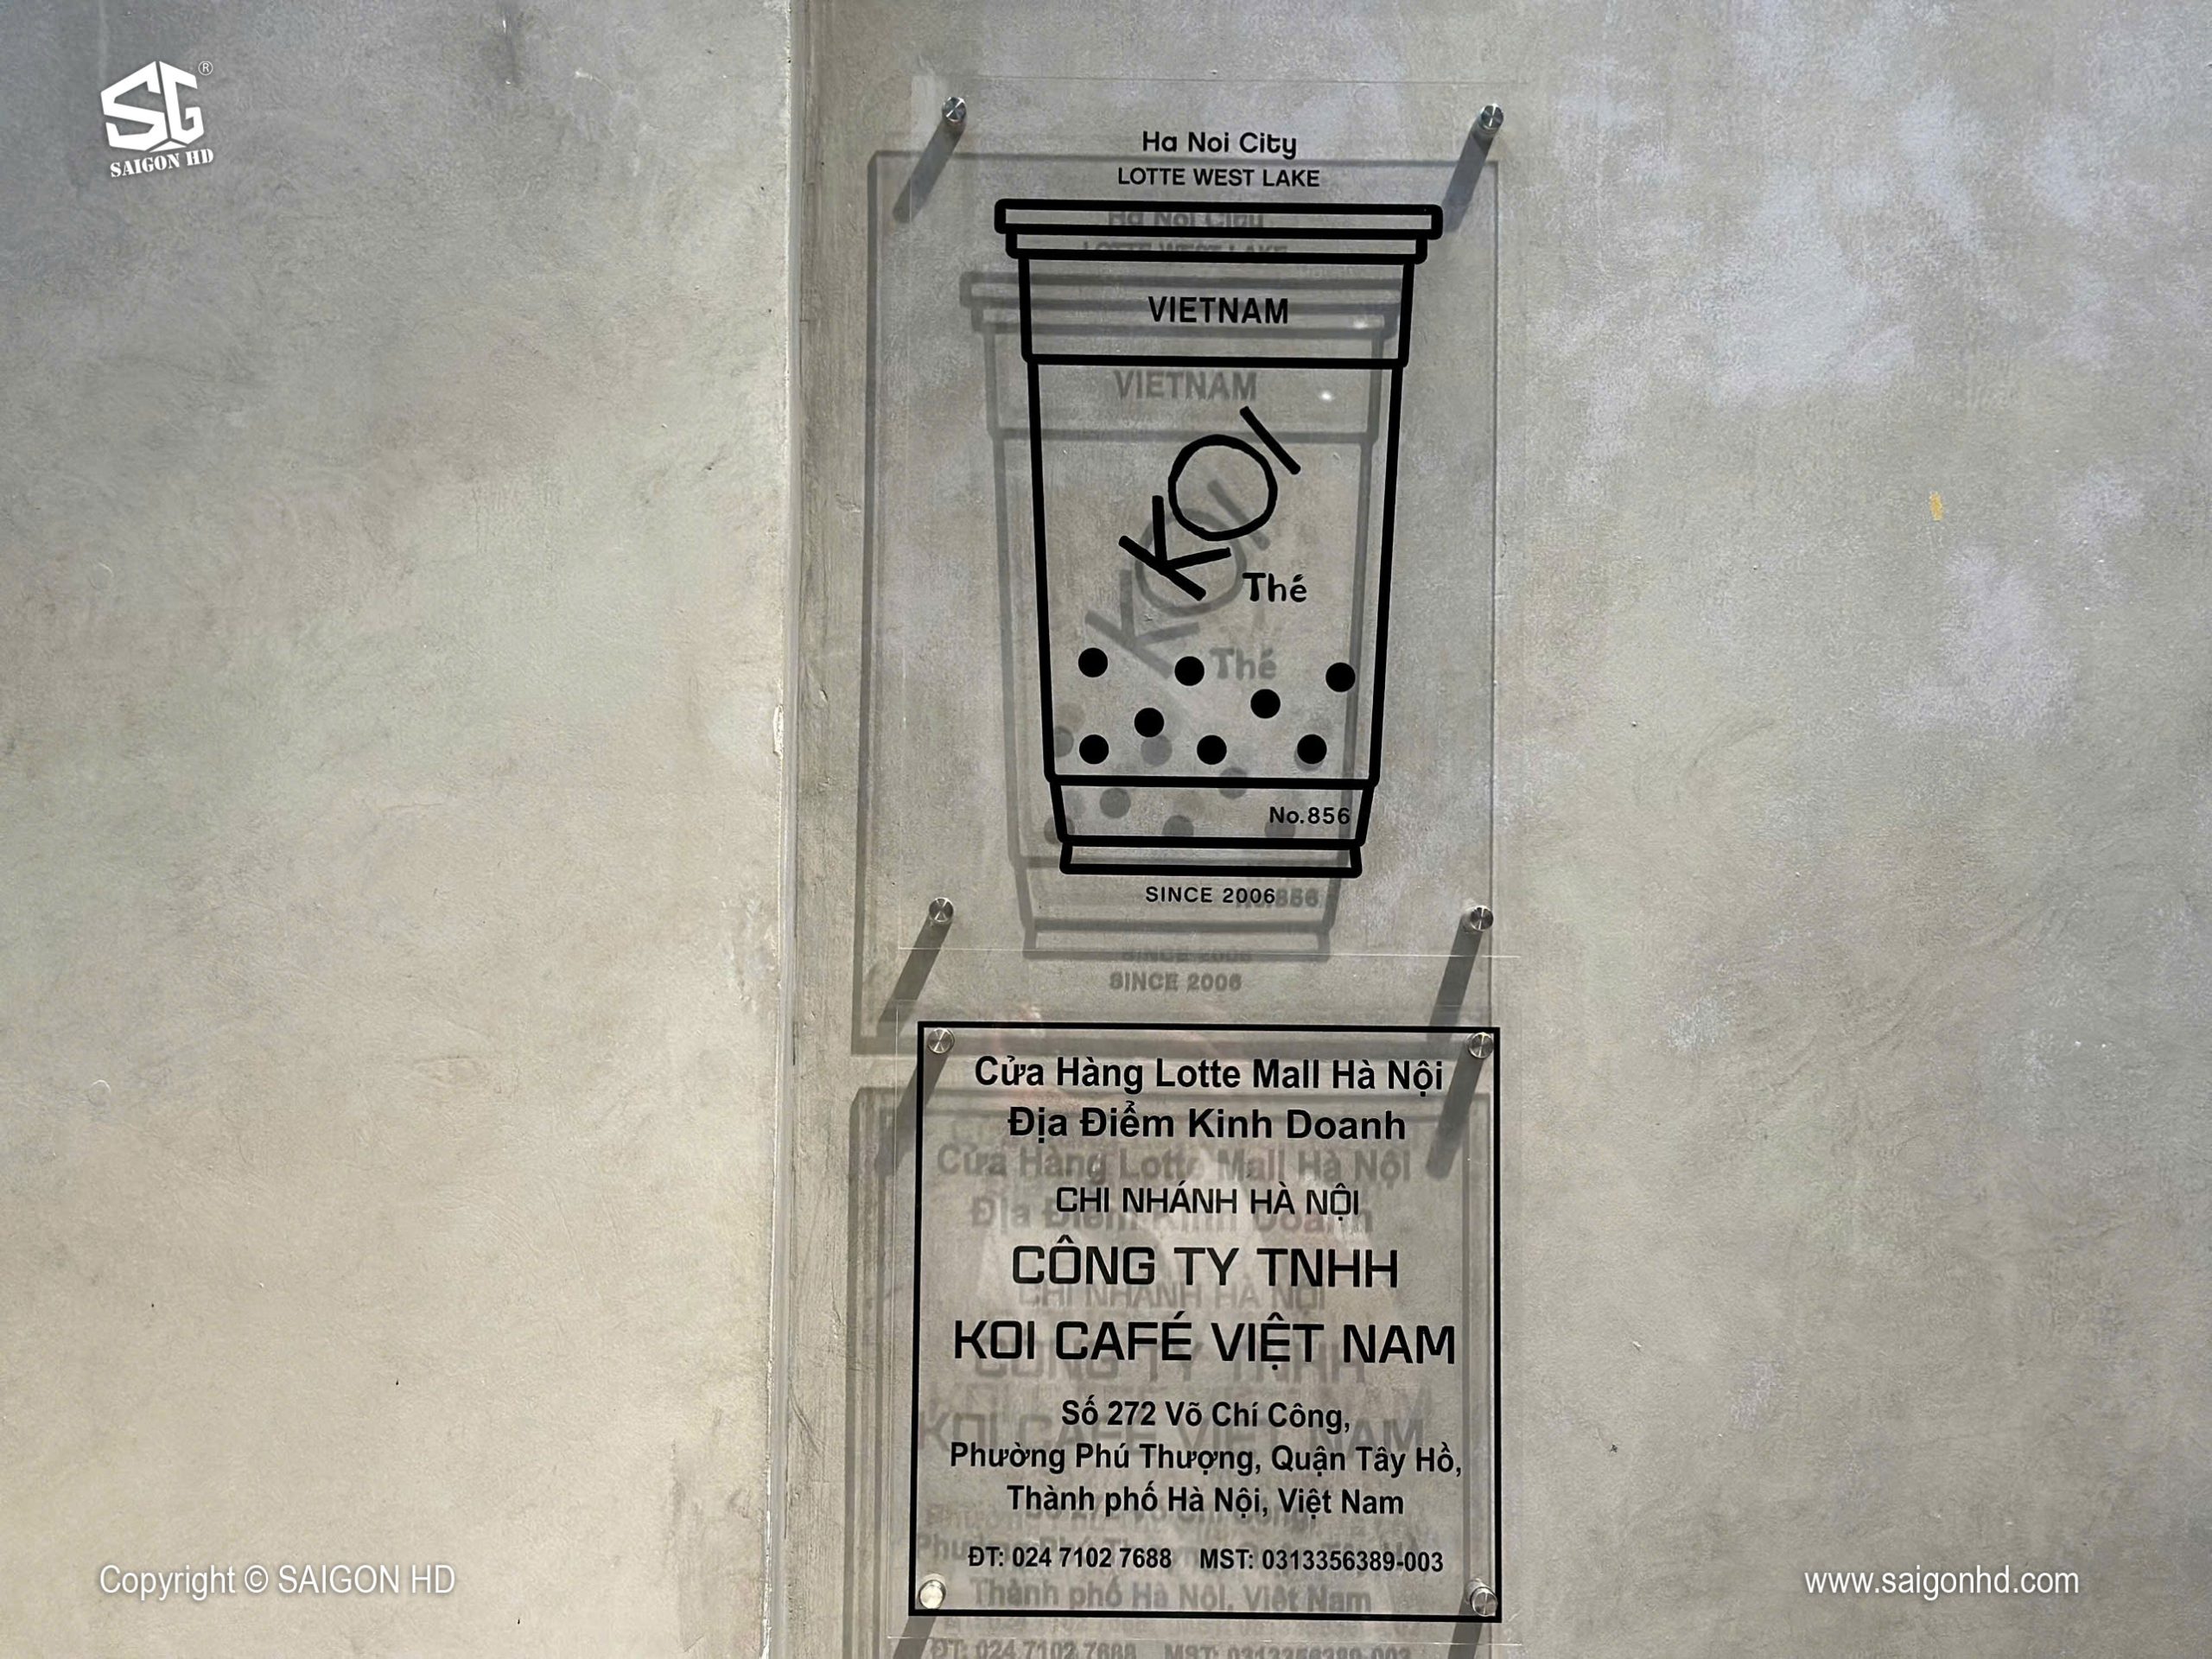 SG®
SAIGON HD
Ha Noi City
LOTTE WEST LAKE
VIETNAM
KOI
Thé
No.856
SINCE 2006
Cửa Hàng Lotte Mall Hà Nội
Địa Điểm Kinh Doanh
CHI NHÁNH HÀ NỘI
CÔNG TY TNHH
KOI CAFÉ VIỆT NAM
Số 272 Võ Chí Công,
Phường Phú Thượng, Quận Tây Hồ,
Thành phố Hà Nội, Việt Nam
ĐT: 024 7102 7688 MST: 0313356389-003
Copyright © SAIGON HD
www.saigonhd.com